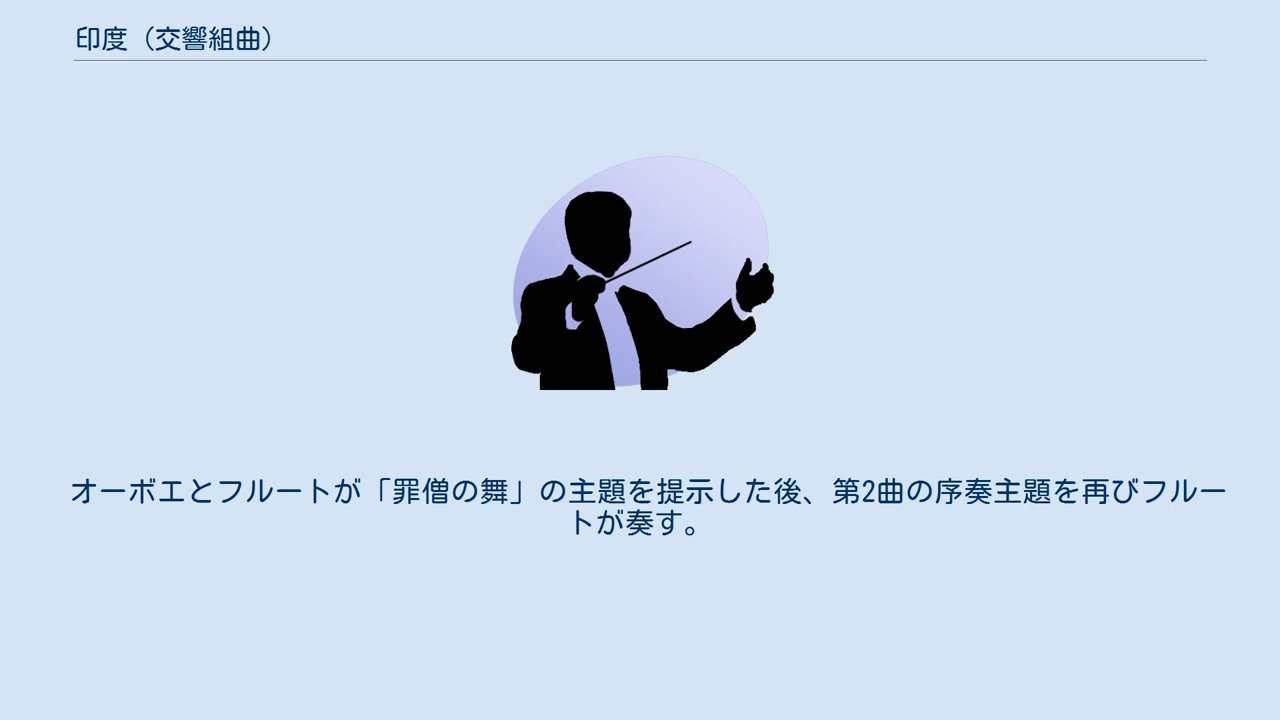 印度（交響組曲）
オーボエとフルートが「罪僧の舞」の主題を提示した後、第2曲の序奏主題を再びフルー
トが奏す。